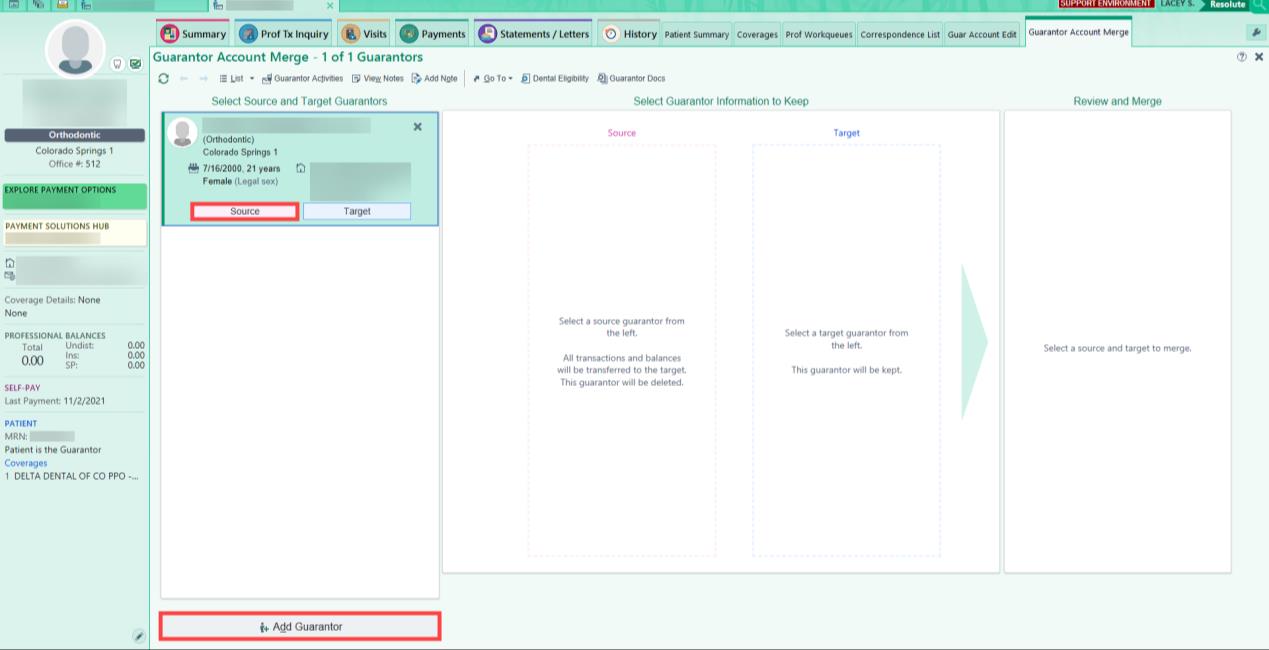 SUPPORT ENVIRONMENT LACEY S. Resolute
Summary Prof Tx Inquiry Visits Payments Statements / Letters History Patient Summary Coverages Prof Workqueues Correspondence List Guar Account Edit Guarantor Account Merge
Guarantor Account Merge - 1 of 1 Guarantors
List Guarantor Activities View Notes Add Note Go To Dental Eligibility Guarantor Docs
Orthodontic
Colorado Springs 1
Office #: 512
EXPLORE PAYMENT OPTIONS
PAYMENT SOLUTIONS HUB
Coverage Details: None
None
PROFESSIONAL BALANCES
Total Undist: 0.00
0.00 Ins: 0.00
SP: 0.00
SELF-PAY
Last Payment: 11/2/2021
PATIENT
MRN:
Patient is the Guarantor
Coverages
1 DELTA DENTAL OF CO PPO -...
Select Source and Target Guarantors
(Orthodontic)
Colorado Springs 1
7/16/2000, 21 years
Female (Legal sex)
Source Target
Add Guarantor
Select Guarantor Information to Keep
Source
Select a source guarantor from
the left.
All transactions and balances
will be transferred to the target.
This guarantor will be deleted.
Target
Select a target guarantor from
the left.
This guarantor will be kept.
Review and Merge
Select a source and target to merge.